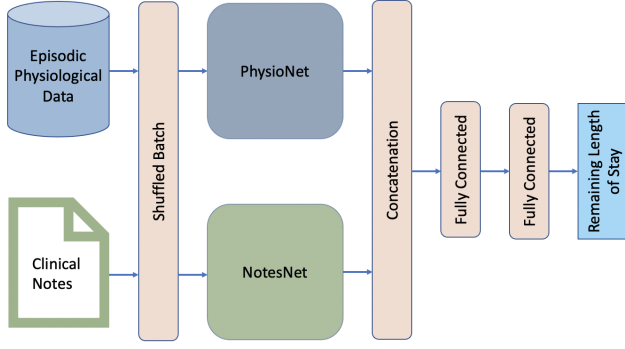 Episodic
Physiological
Data
Clinical
Notes
Shuffled Batch
PhysioNet
NotesNet
Concatenation
Fully Connected
Fully Connected
Remaining Length
of Stay